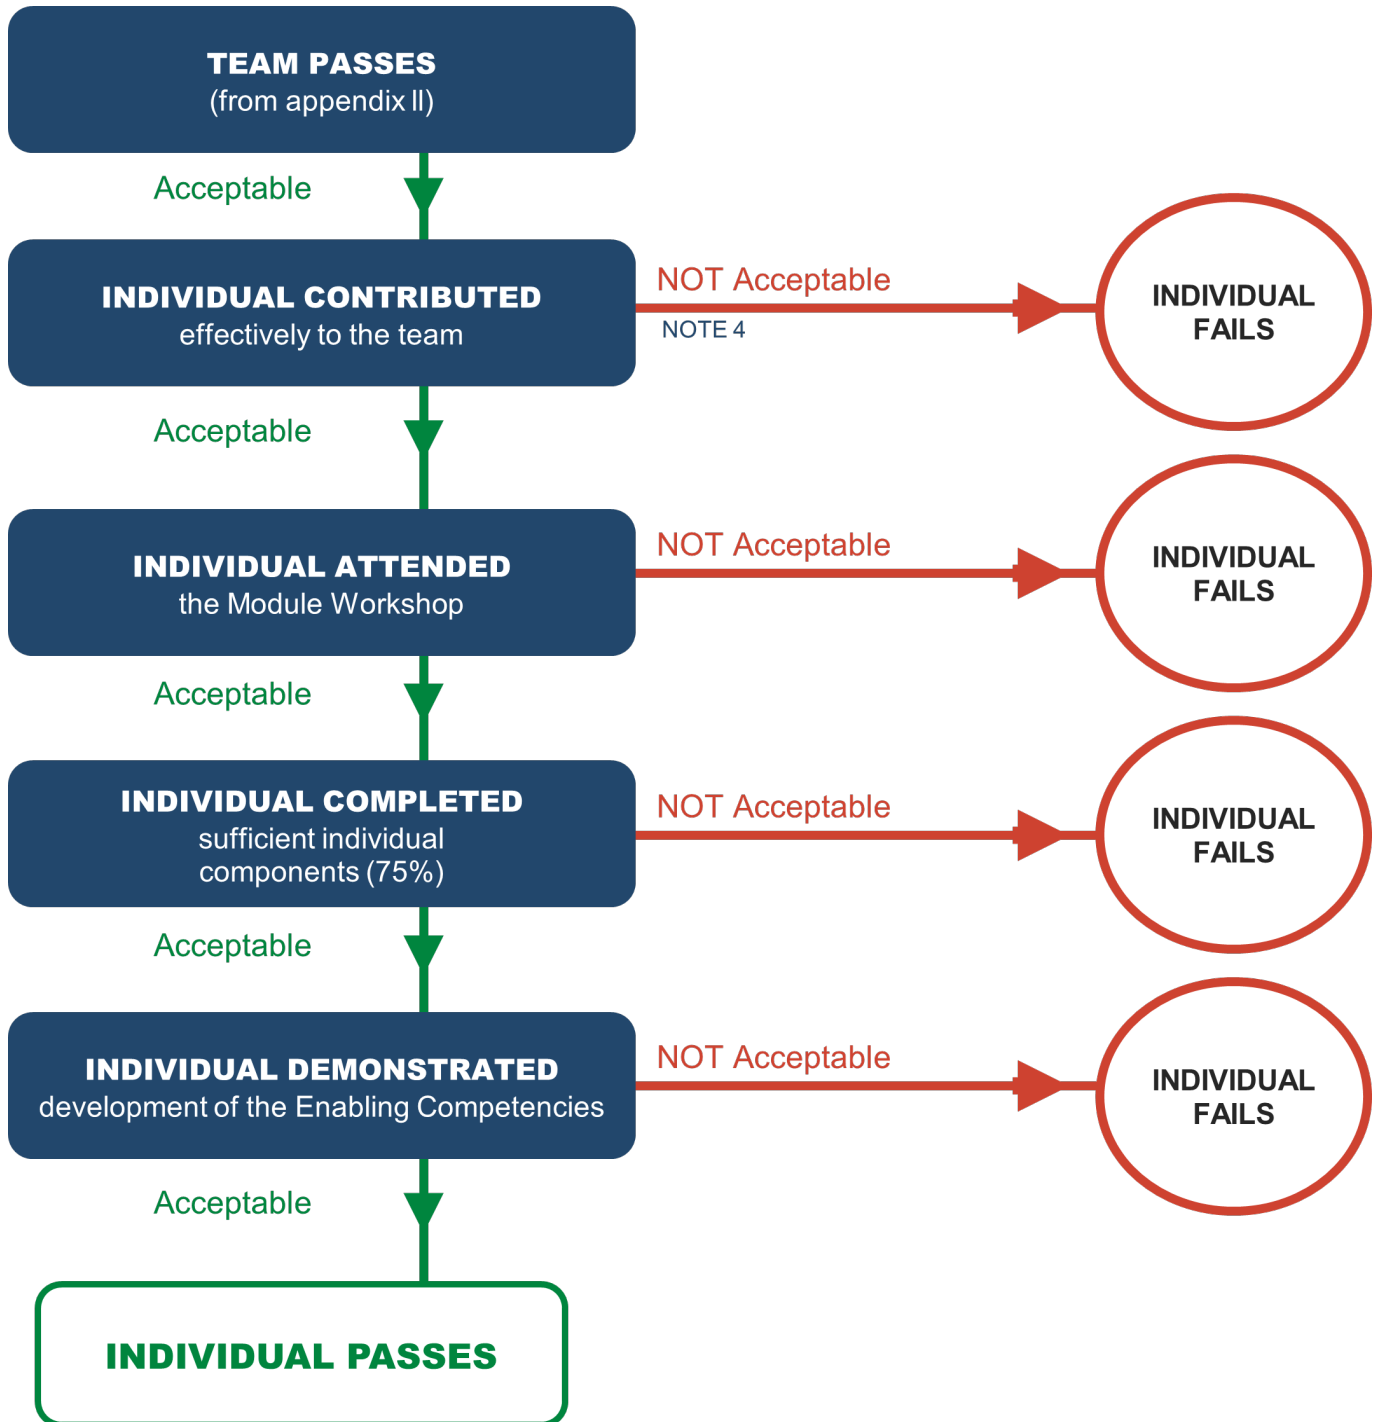 TEAM PASSES
(from appendix II)
Acceptable
INDIVIDUAL CONTRIBUTED
effectively to the team
NOT Acceptable
NOTE 4
INDIVIDUAL
FAILS
Acceptable
INDIVIDUAL ATTENDED
the Module Workshop
NOT Acceptable
INDIVIDUAL
FAILS
Acceptable
INDIVIDUAL COMPLETED
sufficient individual
components (75%)
NOT Acceptable
INDIVIDUAL
FAILS
Acceptable
INDIVIDUAL DEMONSTRATED
development of the Enabling Competencies
NOT Acceptable
INDIVIDUAL
FAILS
Acceptable
INDIVIDUAL PASSES